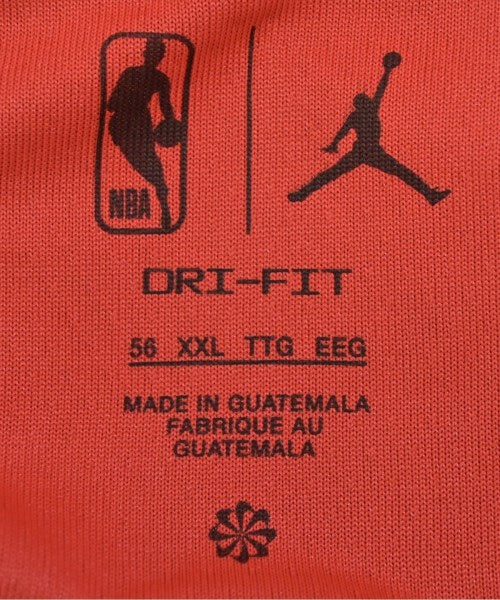 NBA
DRI-FIT
56 XXL TTG EEG
MADE IN GUATEMALA
FABRIQUE AU
GUATEMALA